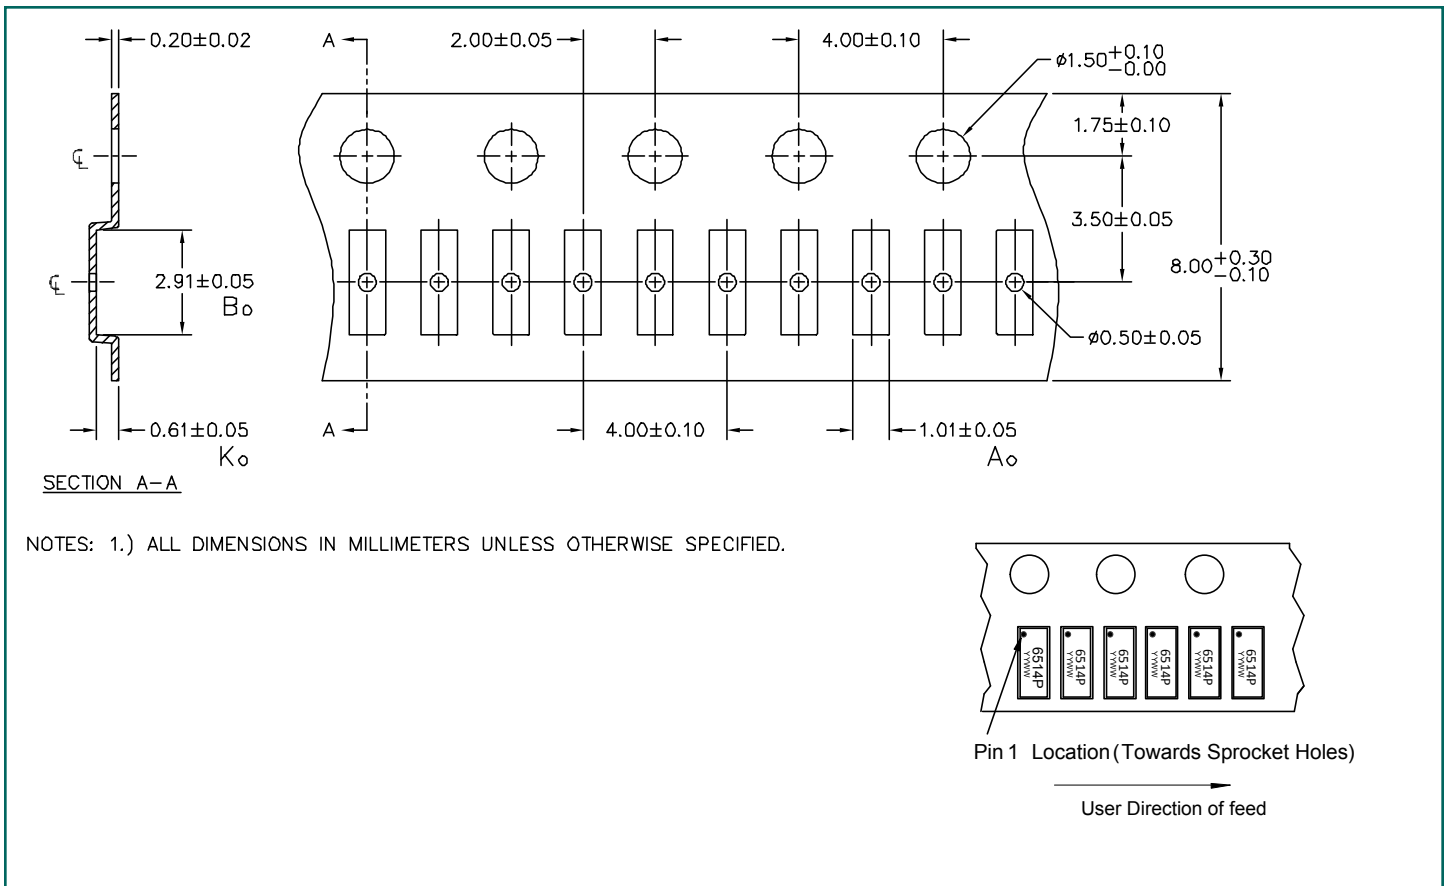 0.20±0.02
A
2.00±0.05
4.00±0.10
ø1.50+0.10
−0.00
1.75±0.10
℄
3.50±0.05
8.00+0.30
−0.10
℄
2.91±0.05
Bo
ø0.50±0.05
0.61±0.05
Ko
A
4.00±0.10
1.01±0.05
Ao
SECTION A–A
NOTES: 1.) ALL DIMENSIONS IN MILLIMETERS UNLESS OTHERWISE SPECIFIED.
6514P
YYWW
6514P
YYWW
6514P
YYWW
6514P
YYWW
6514P
YYWW
6514P
YYWW
Pin 1 Location (Towards Sprocket Holes)
User Direction of feed